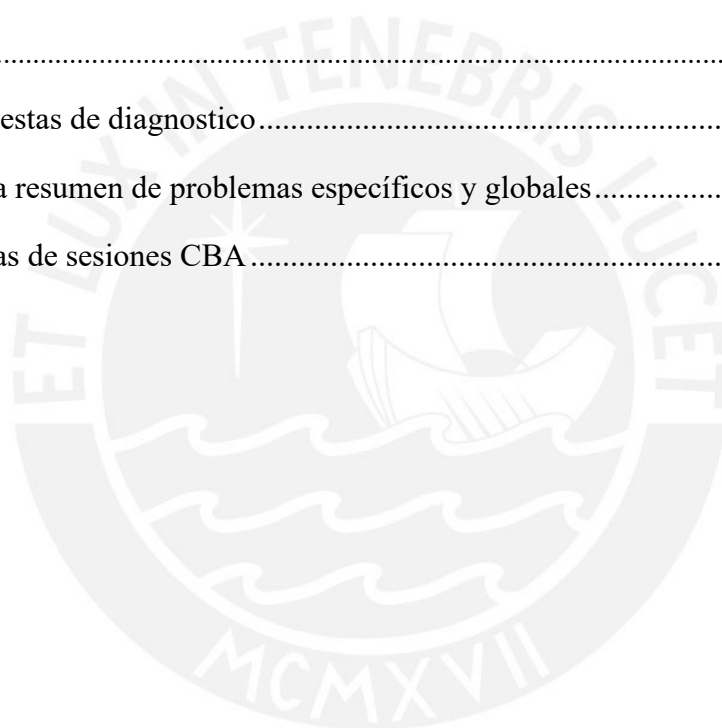 ........................................................................................................
estas de diagnostico..........................................................
a resumen de problemas específicos y globales................
as de sesiones CBA...........................................................
ET LUX IN TENEBRIS LUCET
MCMXVII